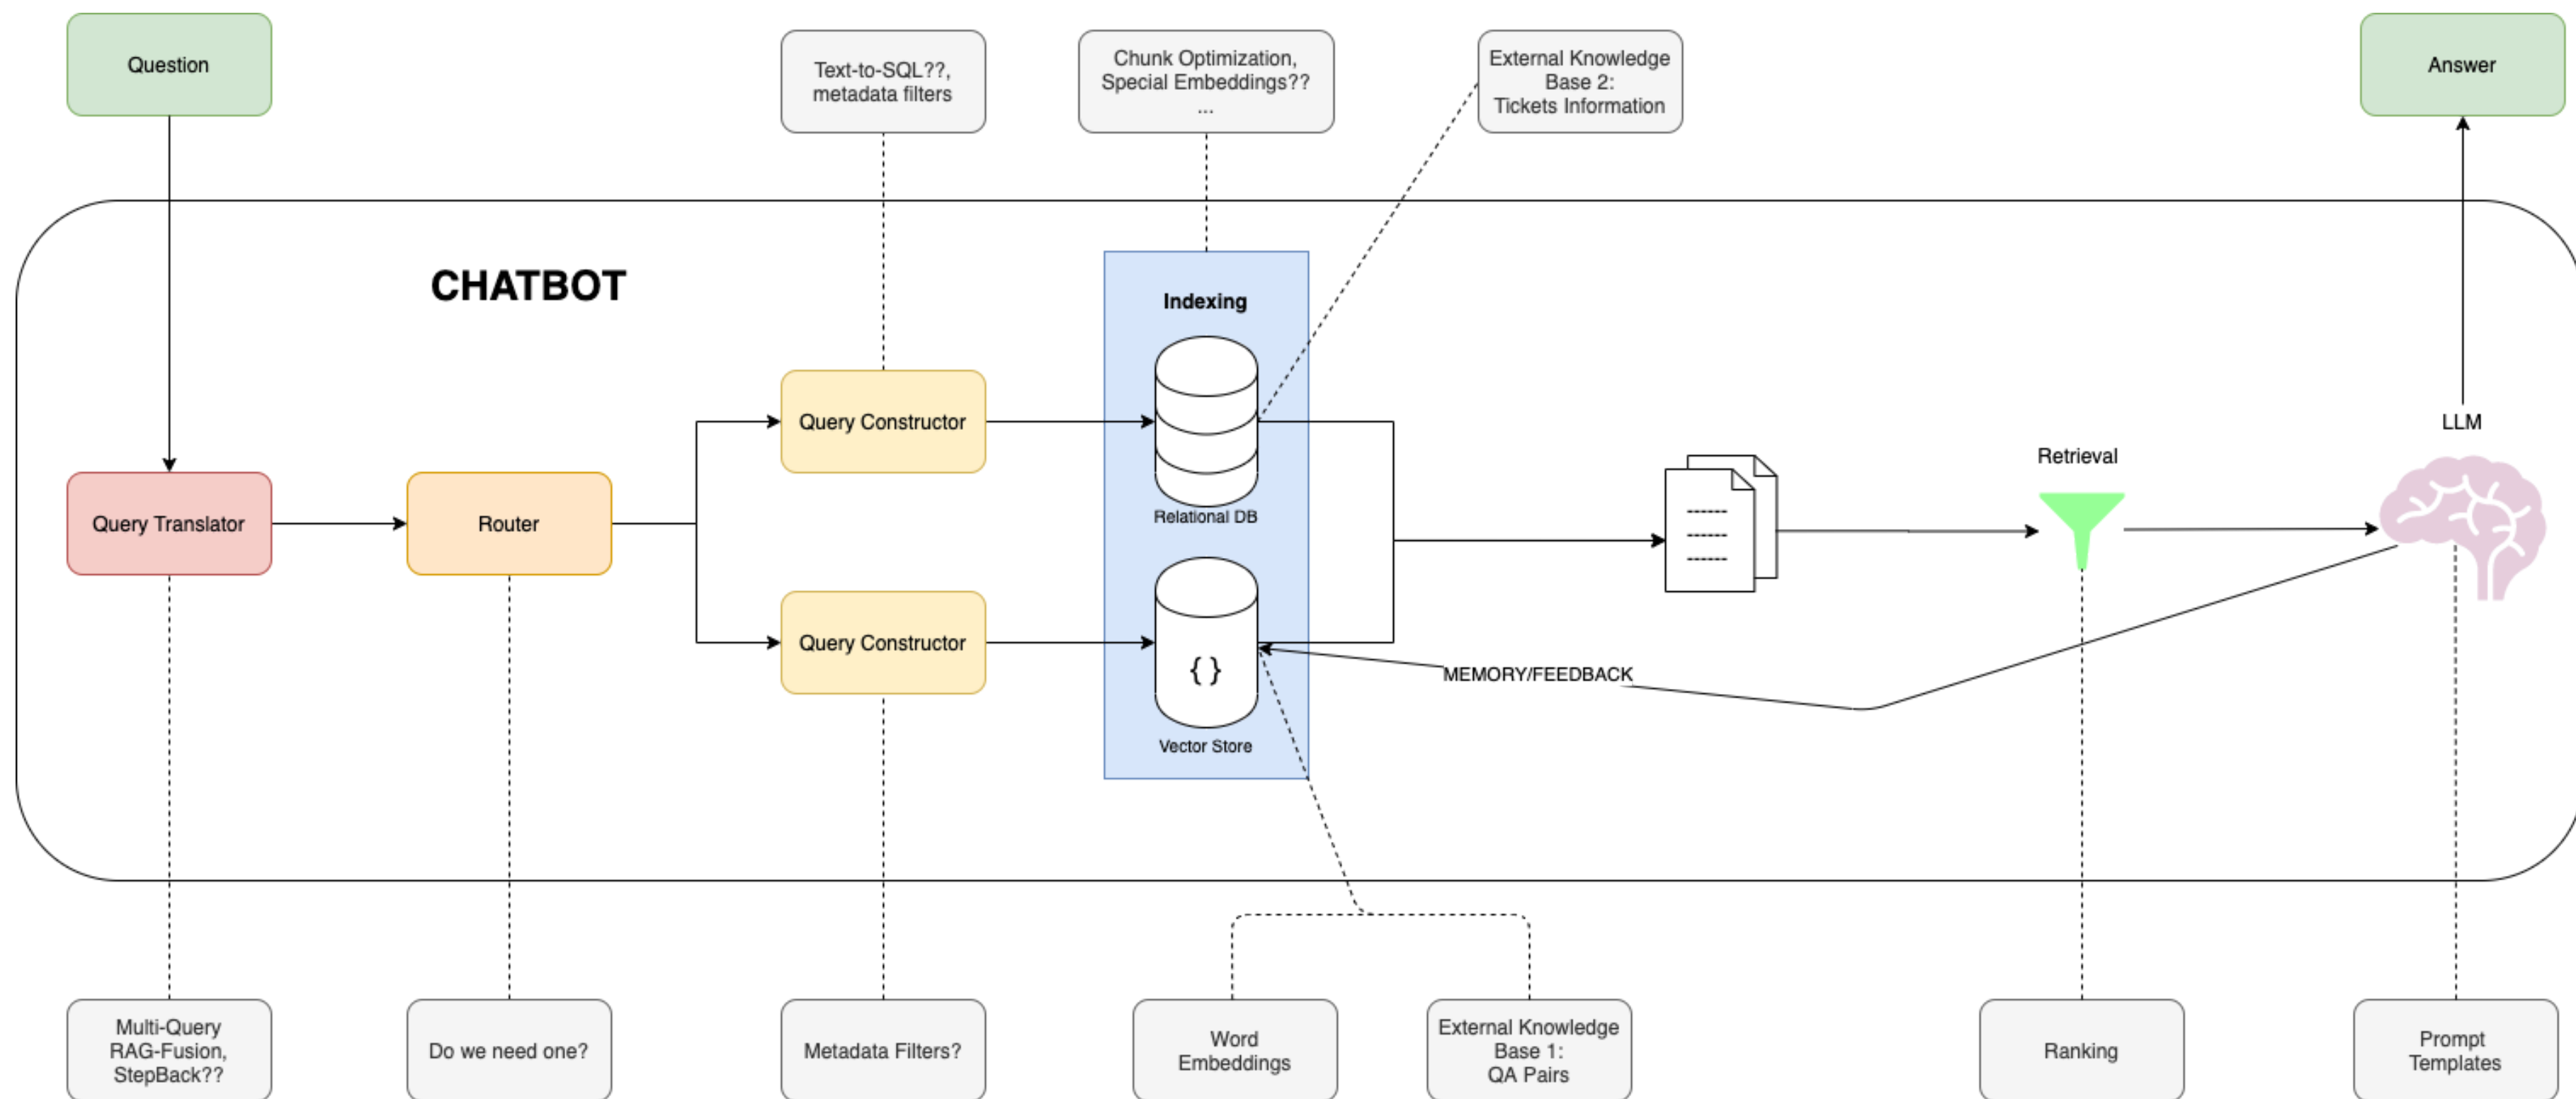 Question
Text-to-SQL??,
metadata filters
Chunk Optimization,
Special Embeddings??
...
External Knowledge
Base 2:
Tickets Information
Answer
CHATBOT
Indexing
Query Constructor
LLM
Retrieval
Query Translator
Router
Relational DB
Query Constructor
{}
MEMORY/FEEDBACK
Vector Store
Multi-Query
RAG-Fusion,
StepBack??
Do we need one?
Metadata Filters?
Word
Embeddings
External Knowledge
Base 1:
QA Pairs
Ranking
Prompt
Templates